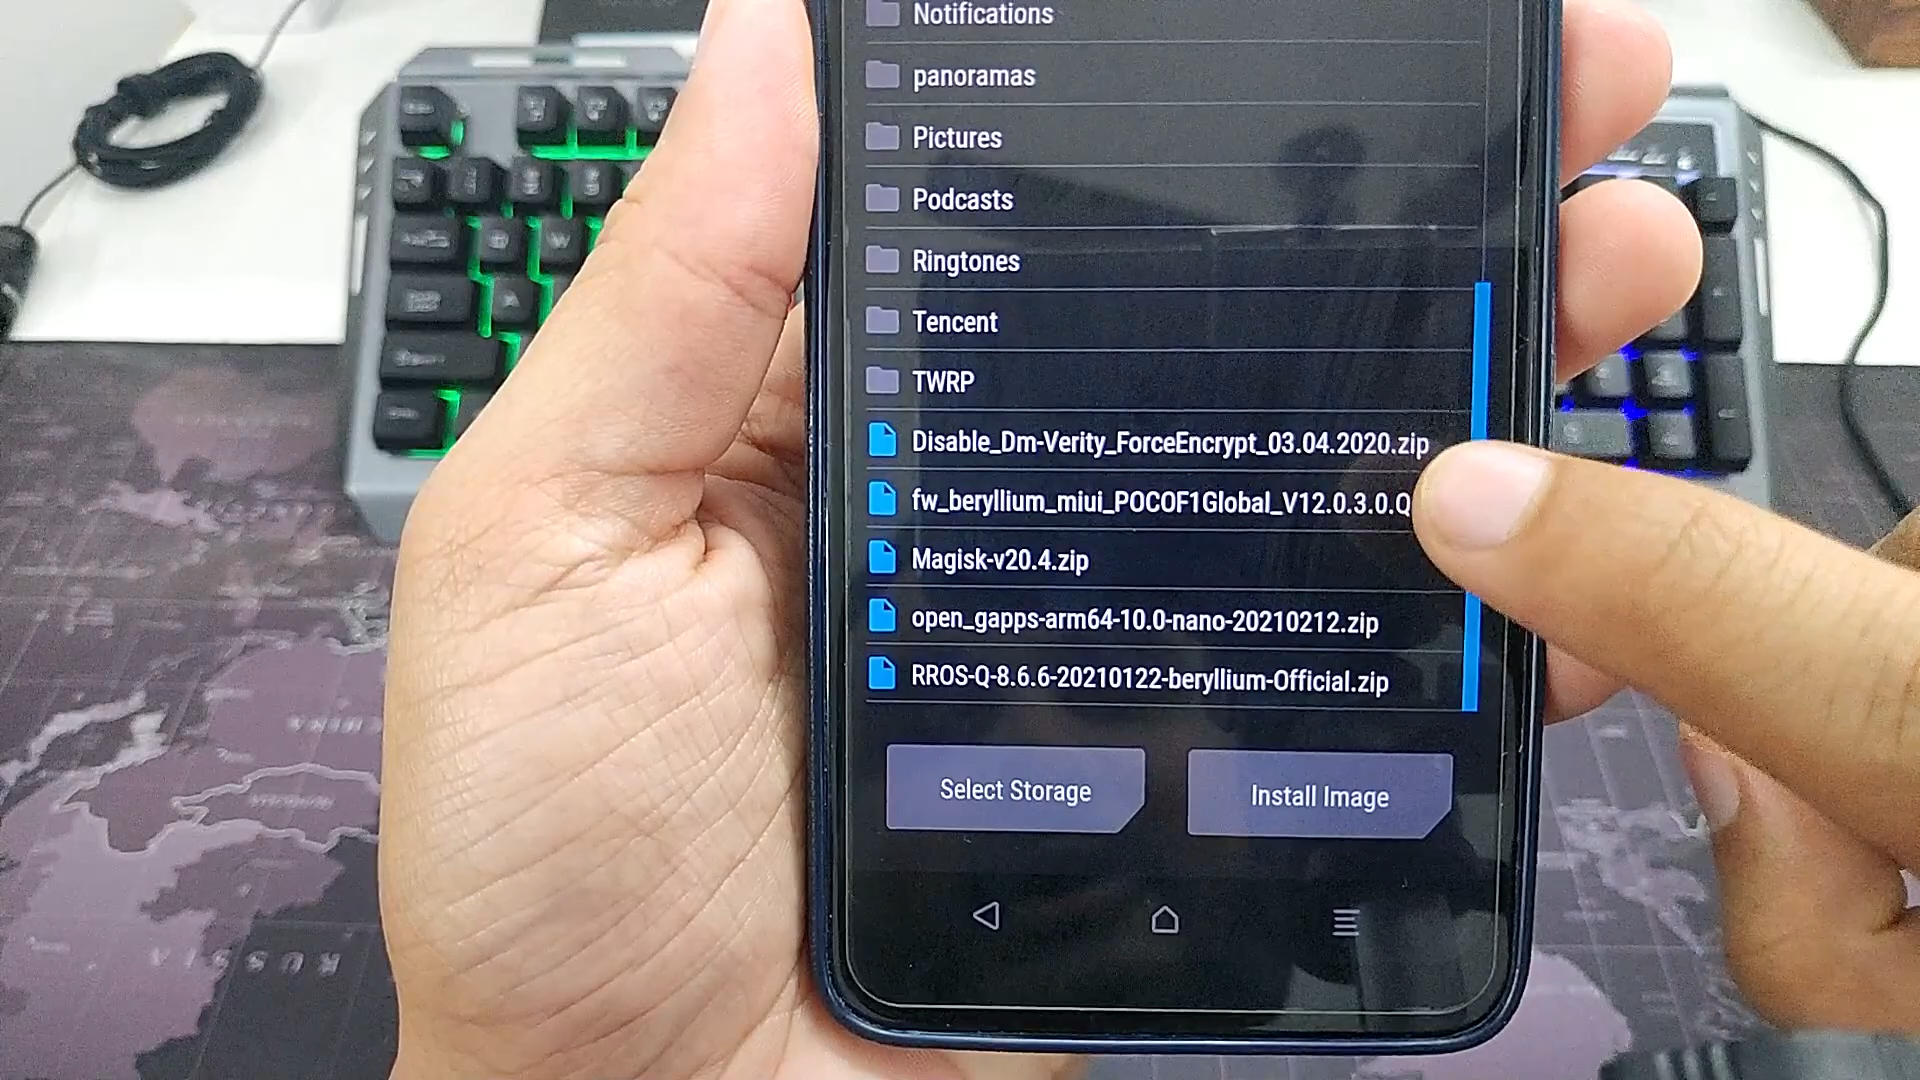 Notifications
panoramas
Pictures
Podcasts
Ringtones
Tencent
TWRP
Disable_Dm-Verity_ForceEncrypt_03.04.2020.zip
fw_beryllium_miui_POCOF1Global_V12.0.3.0.Q
Magisk-v20.4.zip
open_gapps-arm64-10.0-nano-20210212.zip
RROS-Q-8.6.6-20210122-beryllium-Official.zip
Select Storage
Install Image
W
A
RUSSIA